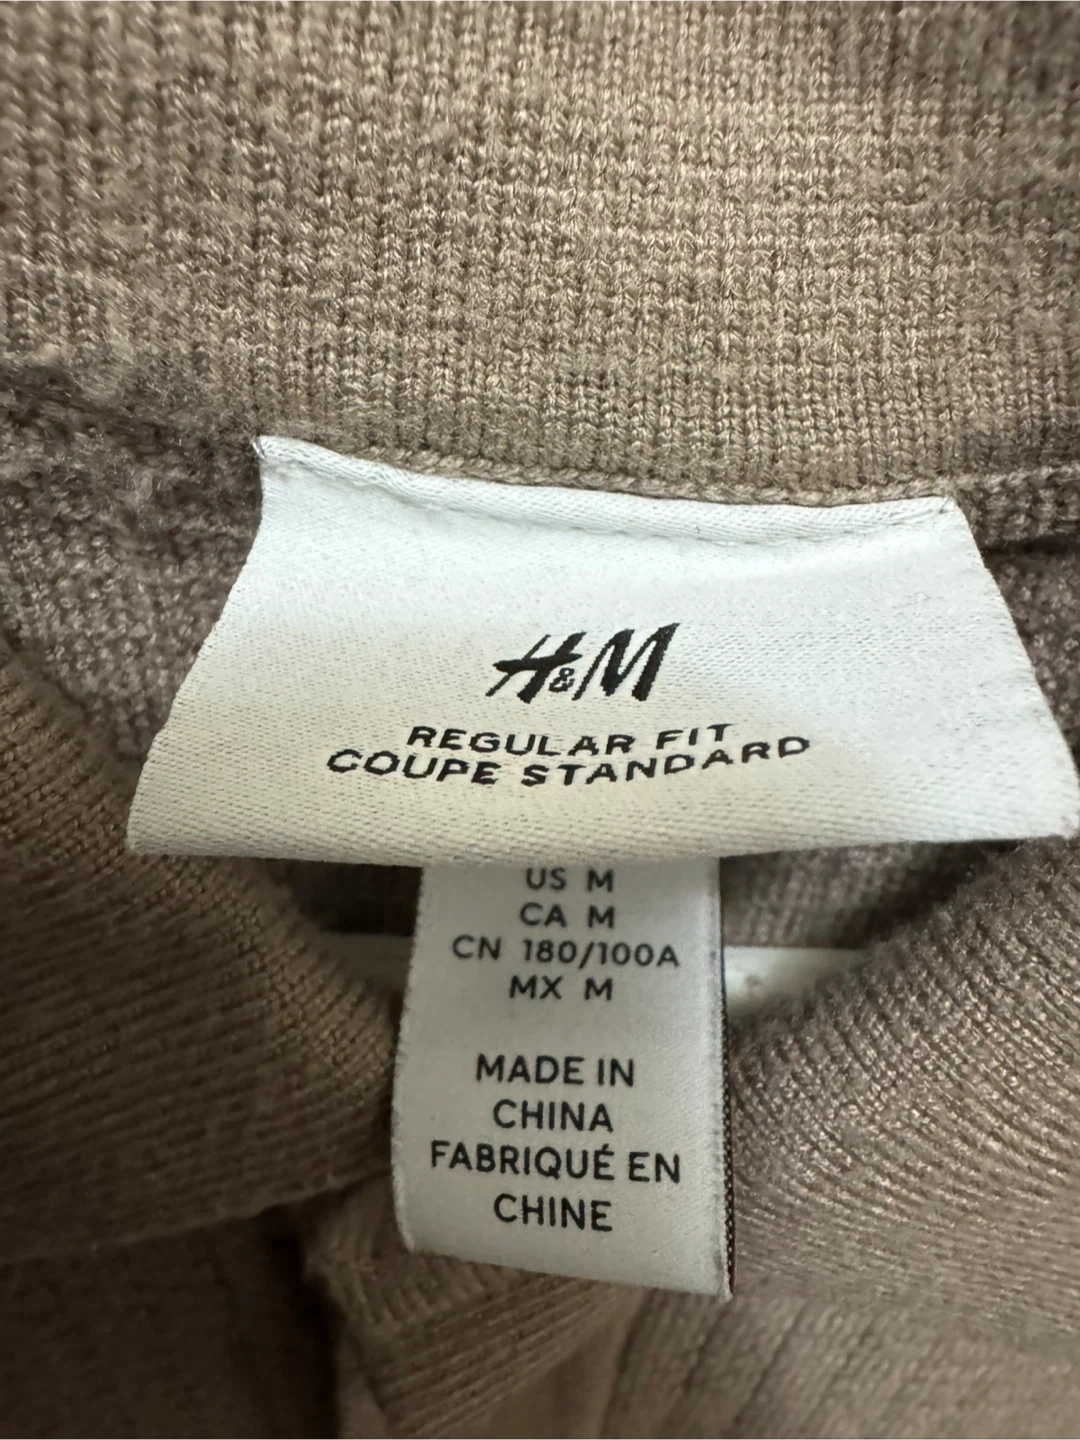 H&M
REGULAR FIT
COUPE STANDARD
US M
CA M
CN 180/100A
MX M
MADE IN
CHINA
FABRIQUÉ EN
CHINE